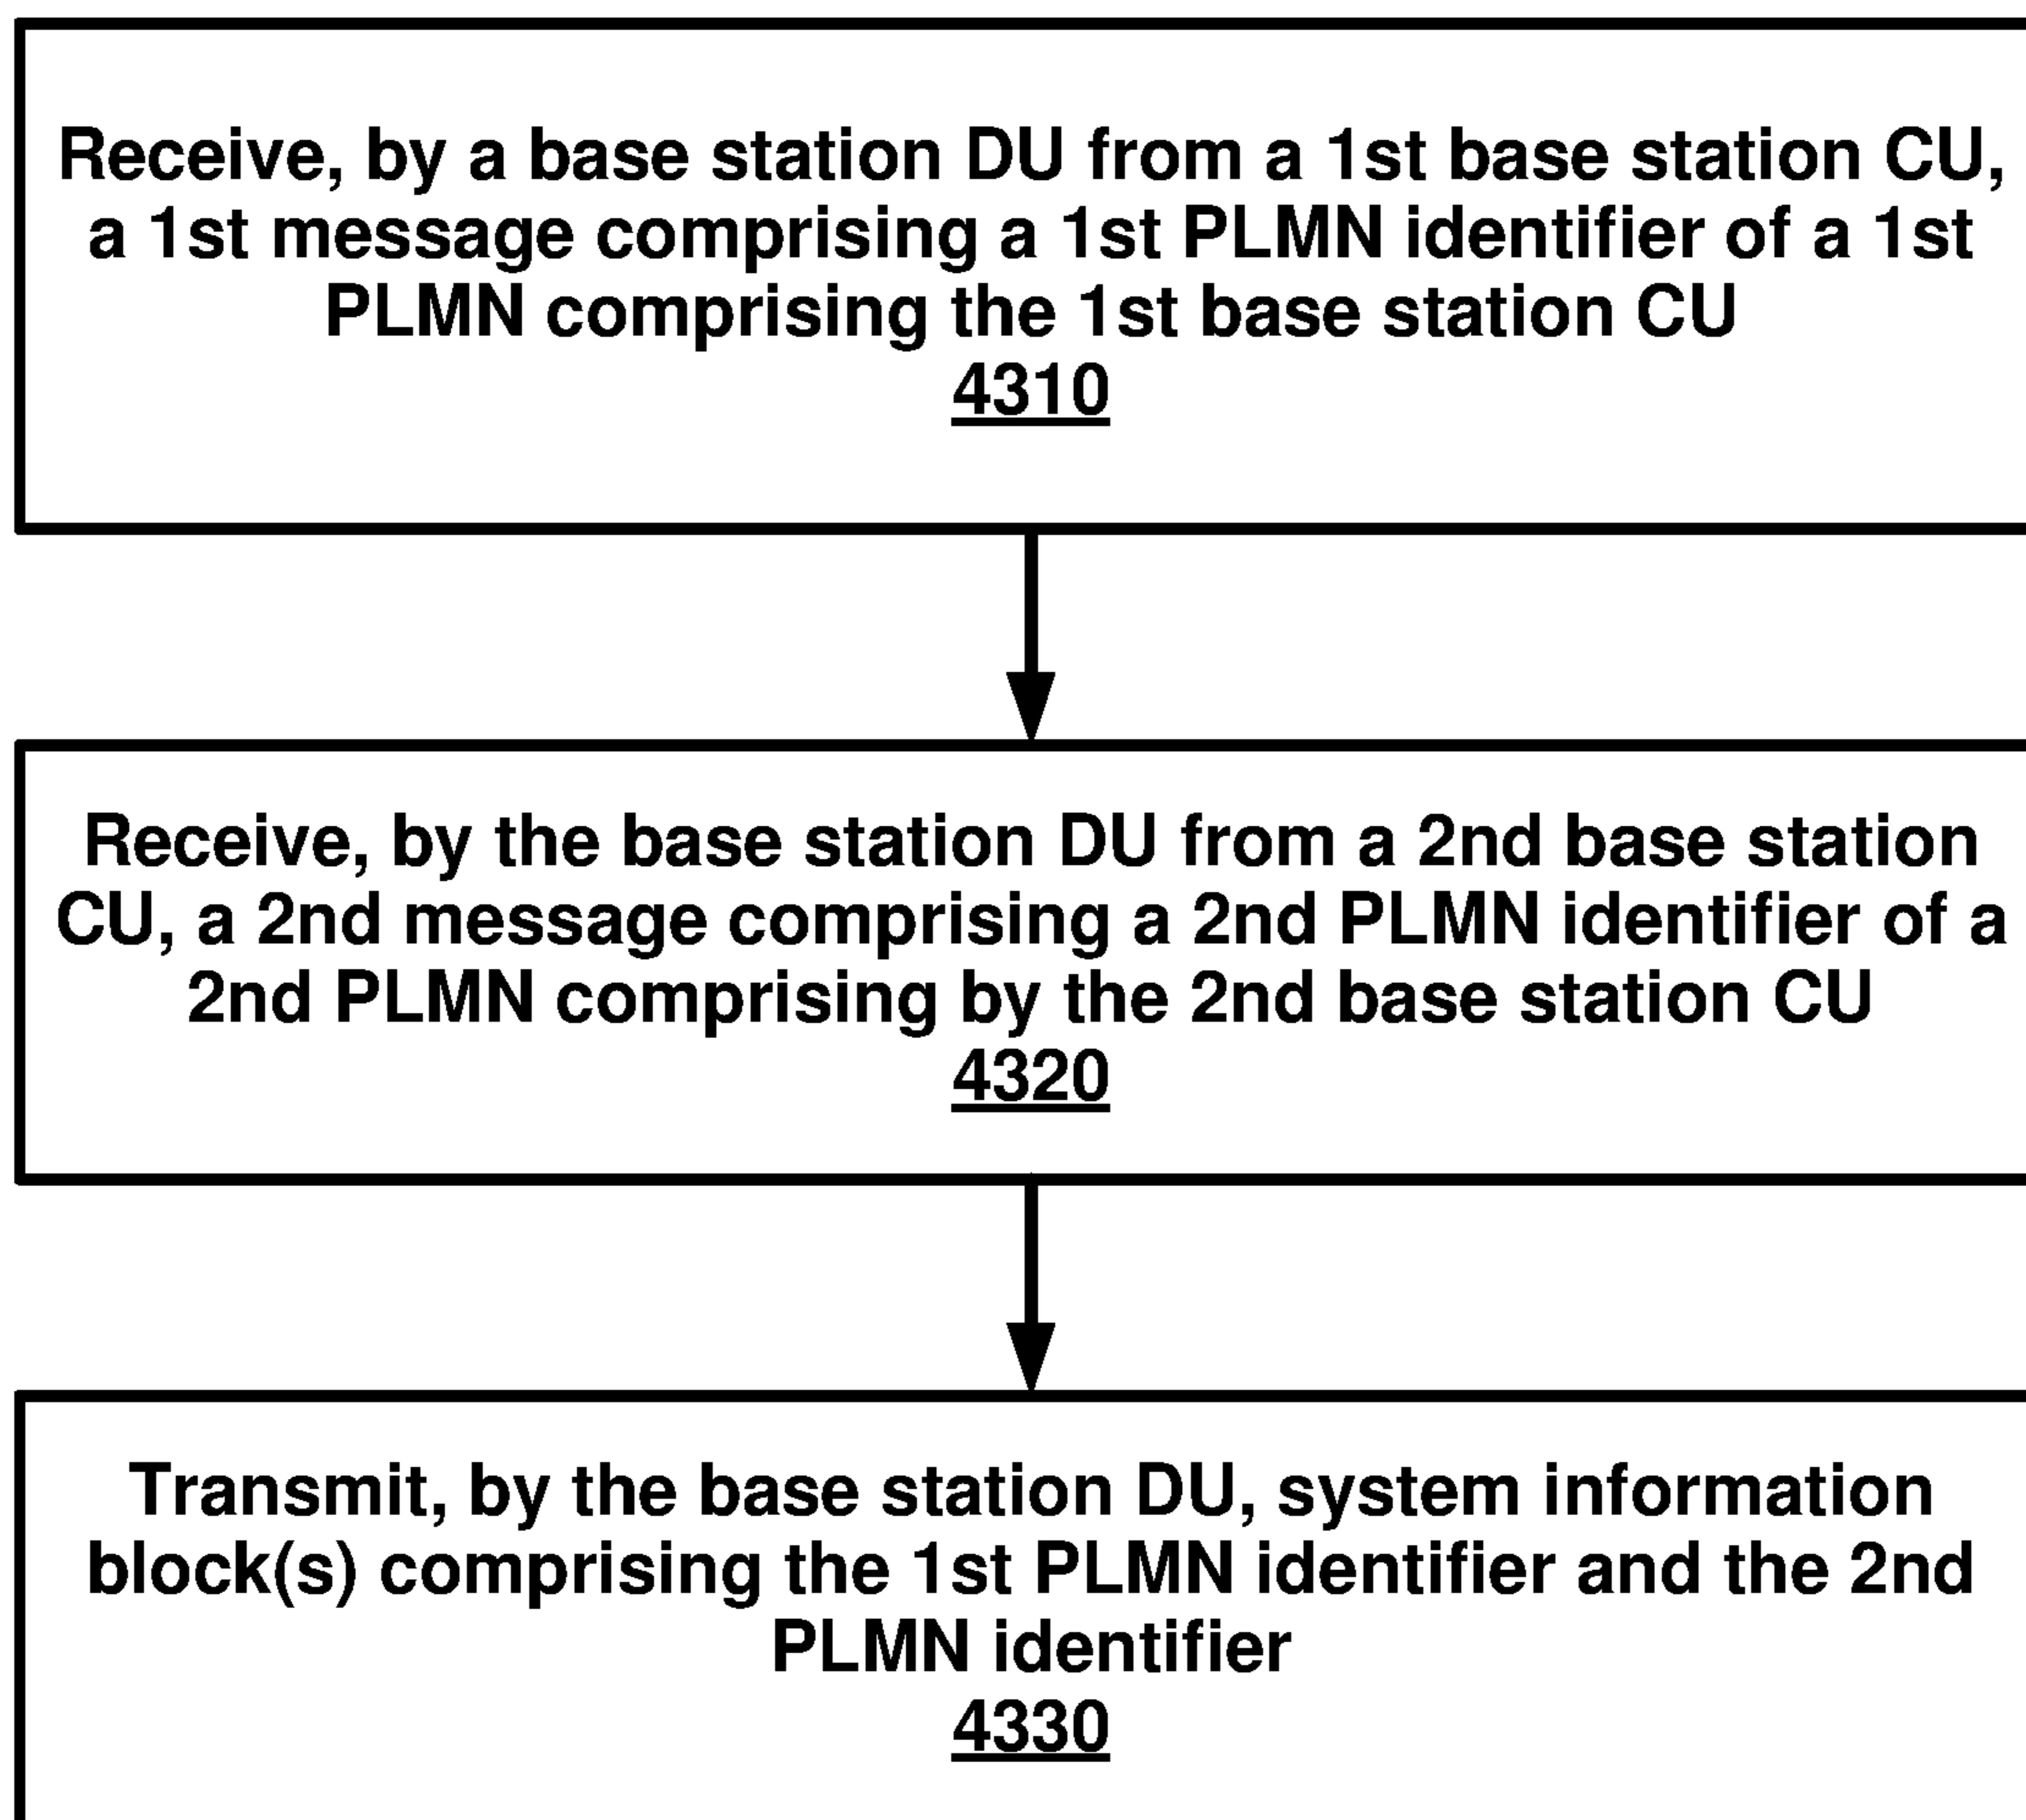 Receive, by a base station DU from a 1st base station CU,
a 1st message comprising a 1st PLMN identifier of a 1st
PLMN comprising the 1st base station CU
4310
Receive, by the base station DU from a 2nd base station
CU, a 2nd message comprising a 2nd PLMN identifier of a
2nd PLMN comprising by the 2nd base station CU
4320
Transmit, by the base station DU, system information
block(s) comprising the 1st PLMN identifier and the 2nd
PLMN identifier
4330